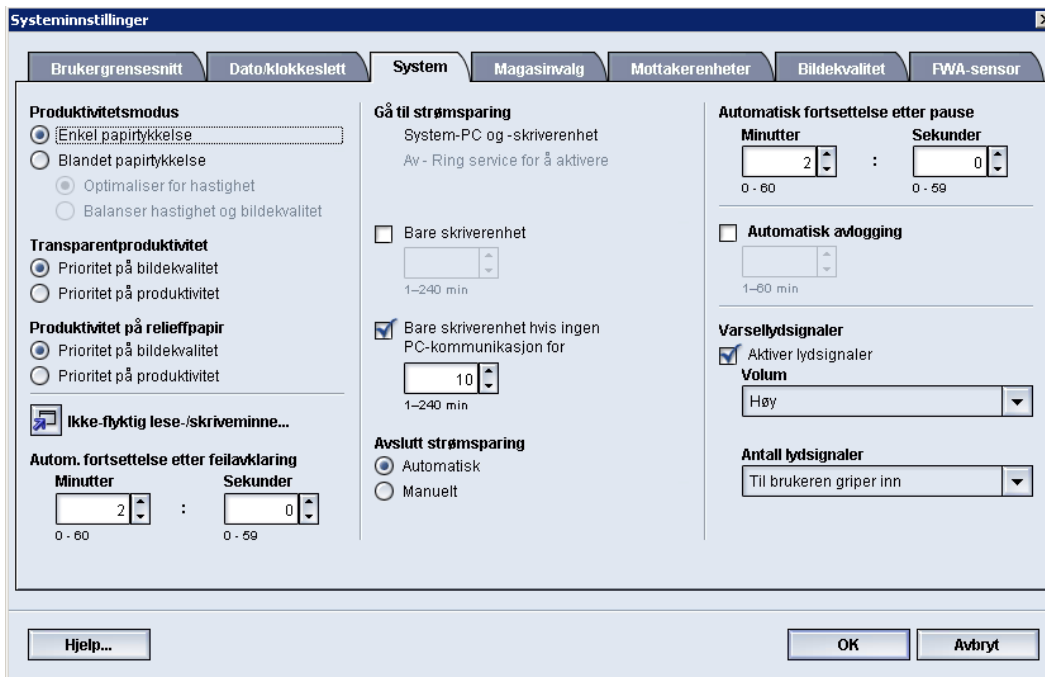 Systeminnstillinger
Brukergrensesnitt
Dato/klokkeslett
System
Magasinvalg
Mottakerenheter
Bildekvalitet
FWA-sensor
Produktivitetsmodus
Enkel papirtykkelse
Blandet papirtykkelse
Optimaliser for hastighet
Balanser hastighet og bildekvalitet
Transparentproduktivitet
Prioritet på bildekvalitet
Prioritet på produktivitet
Produktivitet på relieffpapir
Prioritet på bildekvalitet
Prioritet på produktivitet
Ikke-flyktig lese-/skriveminne...
Autom. fortsettelse etter feilavklaring
Minutter Sekunder
2 : 0
0 - 60 0 - 59
Gå til strømsparing
System-PC og -skriverenhet
Av - Ring service for å aktivere
Bare skriverenhet
1–240 min
Bare skriverenhet hvis ingen
PC-kommunikasjon for
10
1–240 min
Avslutt strømsparing
Automatisk
Manuelt
Automatisk fortsettelse etter pause
Minutter Sekunder
2 : 0
0 - 60 0 - 59
Automatisk avlogging
1–60 min
Varsellydsignaler
Aktiver lydsignaler
Volum
Høy
Antall lydsignaler
Til brukeren griper inn
Hjelp...
OK
Avbryt